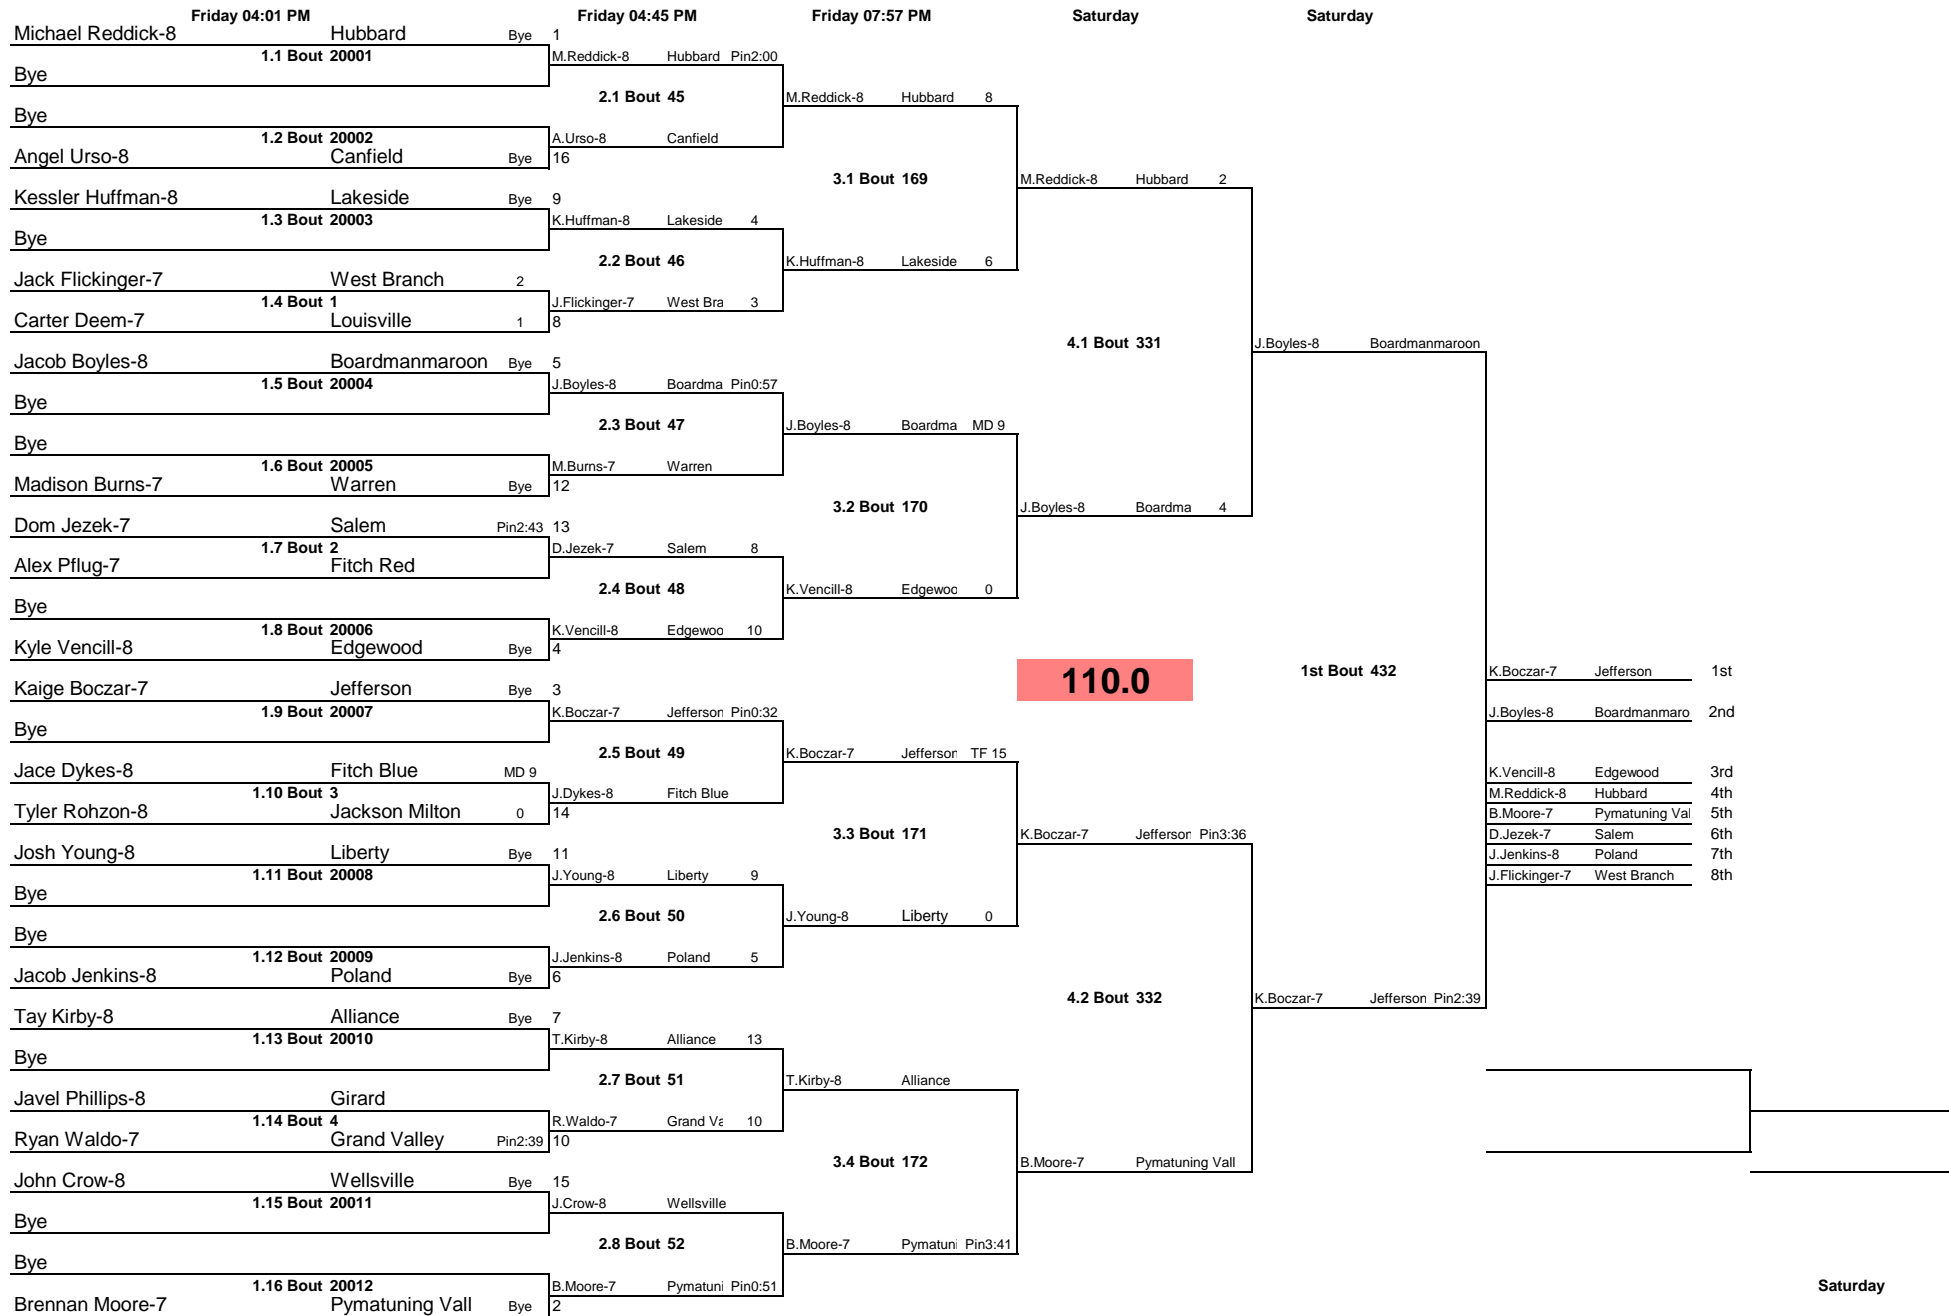 Friday 04:01 PM Friday 04:45 PM Friday 07:57 PM Saturday Saturday
Michael Reddick-8 Hubbard Bye 1
1.1 Bout 20001 M.Reddick-8 Hubbard Pin2:00
Bye
2.1 Bout 45 M.Reddick-8 Hubbard 8
Bye
1.2 Bout 20002 A.Urso-8 Canfield
Angel Urso-8 Canfield Bye 16
3.1 Bout 169 M.Reddick-8 Hubbard 2
Kessler Huffman-8 Lakeside Bye 9
1.3 Bout 20003 K.Huffman-8 Lakeside 4
Bye
2.2 Bout 46 K.Huffman-8 Lakeside 6
Jack Flickinger-7 West Branch 2
1.4 Bout 1 J.Flickinger-7 West Bra 3
Carter Deem-7 Louisville 1 8
4.1 Bout 331 J.Boyles-8 Boardmanmaroon
Jacob Boyles-8 Boardmanmaroon Bye 5
1.5 Bout 20004 J.Boyles-8 Boardma Pin0:57
Bye
2.3 Bout 47 J.Boyles-8 Boardma MD 9
Bye
1.6 Bout 20005 M.Burns-7 Warren
Madison Burns-7 Warren Bye 12
3.2 Bout 170 J.Boyles-8 Boardma 4
Dom Jezek-7 Salem Pin2:43 13
1.7 Bout 2 D.Jezek-7 Salem 8
Alex Pflug-7 Fitch Red
2.4 Bout 48 K.Vencill-8 Edgewoo 0
Bye
1.8 Bout 20006 K.Vencill-8 Edgewoo 10
Kyle Vencill-8 Edgewood Bye 4
110.0 1st Bout 432 K.Boczar-7 Jefferson 1st
Kaige Boczar-7 Jefferson Bye 3
1.9 Bout 20007 K.Boczar-7 Jefferson Pin0:32 J.Boyles-8 Boardmanmaro 2nd
Bye
2.5 Bout 49 K.Boczar-7 Jefferson TF 15
Jace Dykes-8 Fitch Blue MD 9 K.Vencill-8 Edgewood 3rd
1.10 Bout 3 J.Dykes-8 Fitch Blue M.Reddick-8 Hubbard 4th
Tyler Rohzon-8 Jackson Milton 0 14 B.Moore-7 Pymatuning Val 5th
3.3 Bout 171 K.Boczar-7 Jefferson Pin3:36 D.Jezek-7 Salem 6th
Josh Young-8 Liberty Bye 11 J.Jenkins-8 Poland 7th
1.11 Bout 20008 J.Young-8 Liberty 9 J.Flickinger-7 West Branch 8th
Bye
2.6 Bout 50 J.Young-8 Liberty 0
Bye
1.12 Bout 20009 J.Jenkins-8 Poland 5
Jacob Jenkins-8 Poland Bye 6
4.2 Bout 332 K.Boczar-7 Jefferson Pin2:39
Tay Kirby-8 Alliance Bye 7
1.13 Bout 20010 T.Kirby-8 Alliance 13
Bye
2.7 Bout 51 T.Kirby-8 Alliance
Javel Phillips-8 Girard
1.14 Bout 4 R.Waldo-7 Grand Va 10
Ryan Waldo-7 Grand Valley Pin2:39 10
3.4 Bout 172 B.Moore-7 Pymatuning Vall
John Crow-8 Wellsville Bye 15
1.15 Bout 20011 J.Crow-8 Wellsville
Bye
2.8 Bout 52 B.Moore-7 Pymatuni Pin3:41
Bye
1.16 Bout 20012 B.Moore-7 Pymatuni Pin0:51 Saturday
Brennan Moore-7 Pymatuning Vall Bye 2